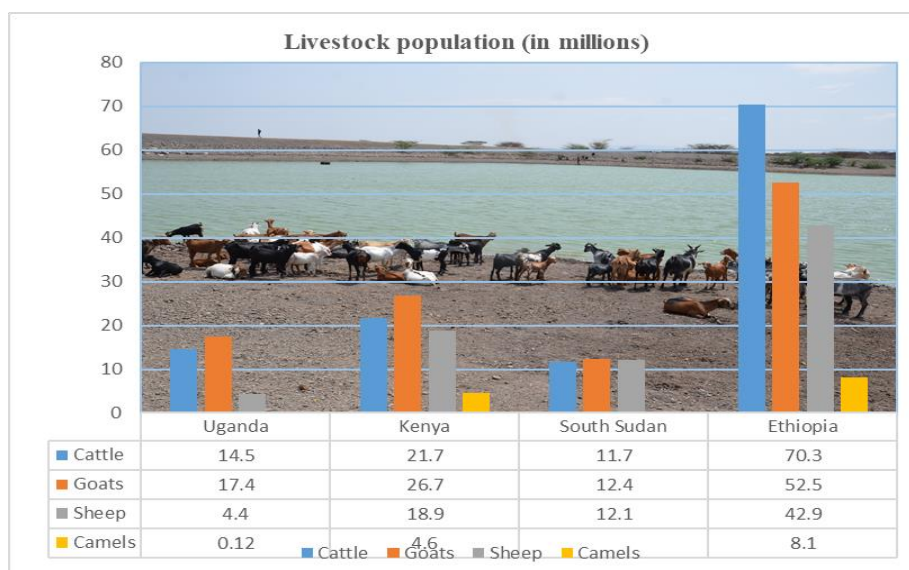 Livestock population (in millions)
80
70
60
50
40
30
20
10
0
Uganda Kenya South Sudan Ethiopia
Cattle 14.5 21.7 11.7 70.3
Goats 17.4 26.7 12.4 52.5
Sheep 4.4 18.9 12.1 42.9
Camels 0.12 4.6 8.1
Cattle Goats Sheep Camels